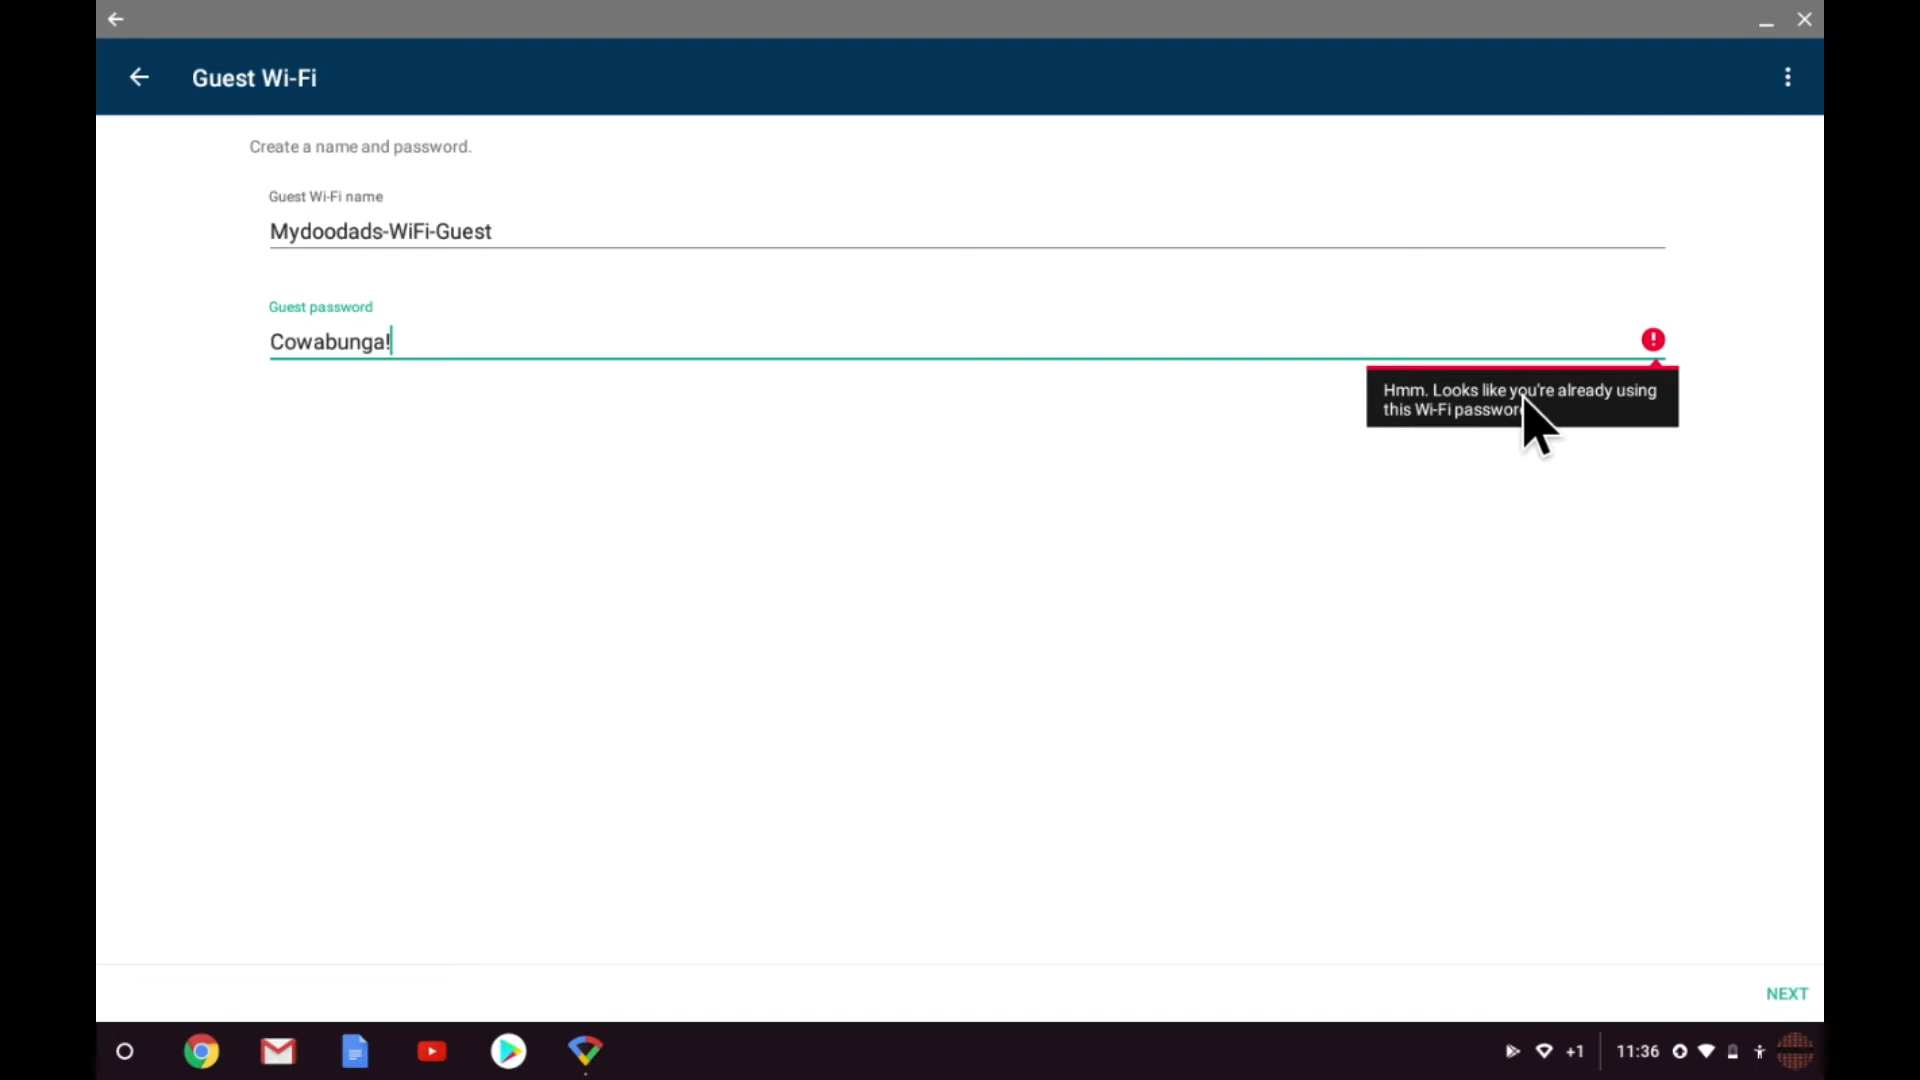 Guest Wi-Fi
Create a name and password.
Guest Wi-Fi name
Mydoodads-WiFi-Guest
Guest password
Cowabunga!
Hmm. Looks like you're already using
this Wi-Fi password
NEXT
+1
11:36